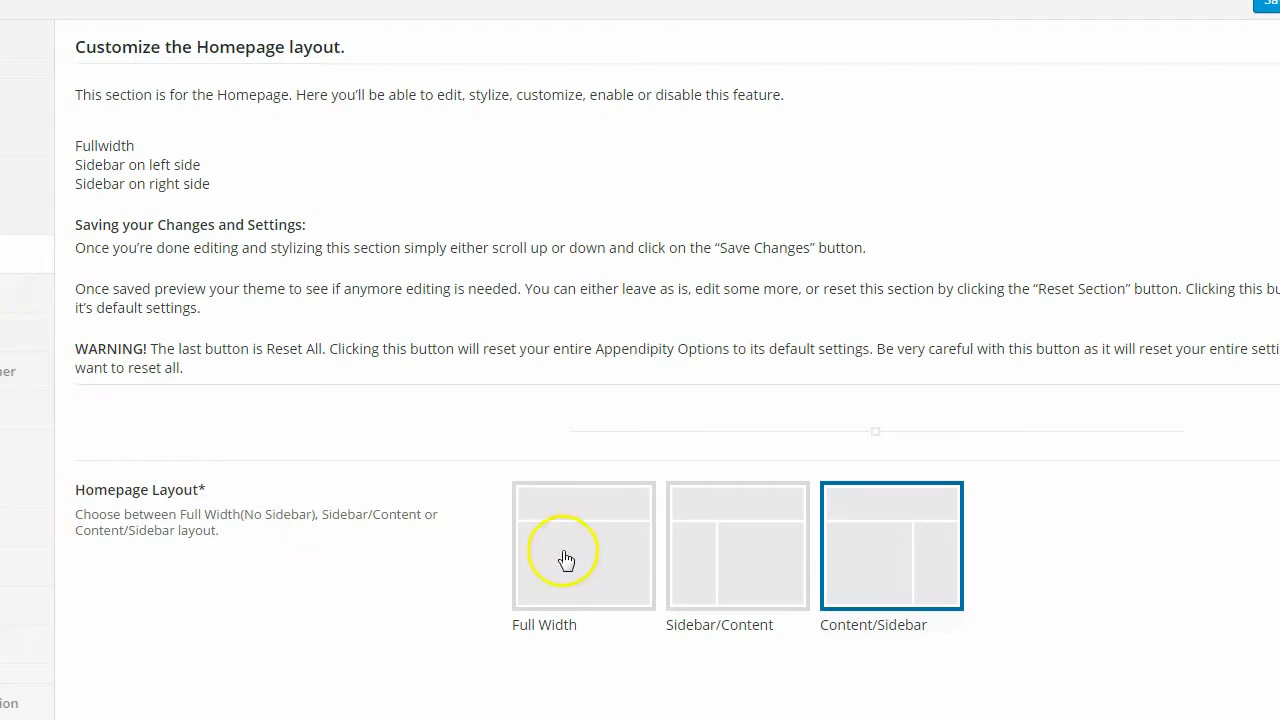 Customize the Homepage layout.
This section is for the Homepage. Here you'll be able to edit, stylize, customize, enable or disable this feature.
Fullwidth
Sidebar on left side
Sidebar on right side
Saving your Changes and Settings:
Once you're done editing and stylizing this section simply either scroll up or down and click on the “Save Changes” button.
Once saved preview your theme to see if anymore editing is needed. You can either leave as is, edit some more, or reset this section by clicking the “Reset Section” button. Clicking this
it's default settings.
WARNING! The last button is Reset All. Clicking this button will reset your entire Appendipity Options to its default settings. Be very careful with this button as it will reset your entire
want to reset all.
Homepage Layout*
Choose between Full Width(No Sidebar), Sidebar/Content or
Content/Sidebar layout.
Full Width
Sidebar/Content
Content/Sidebar